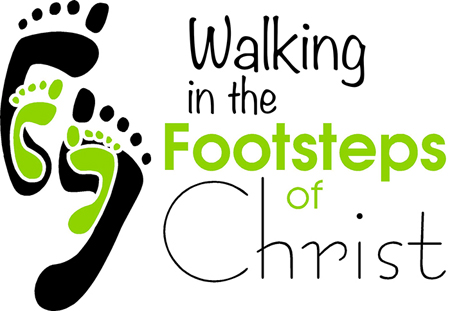 Walking
in the
Footsteps
of
Christ